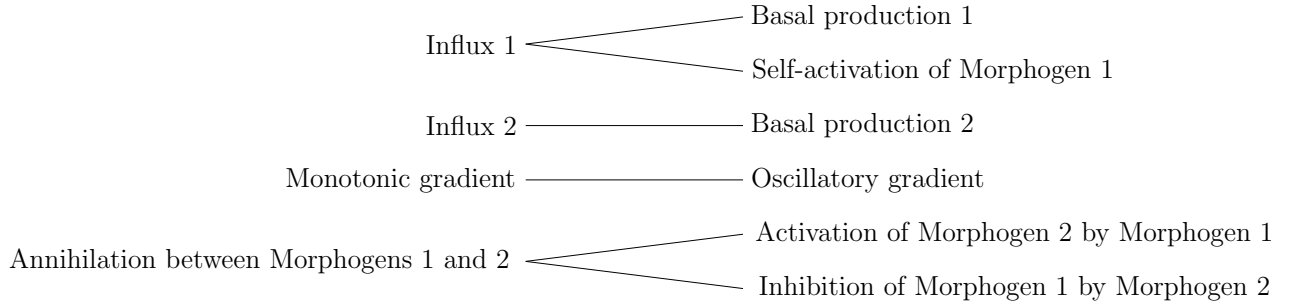 Basal production 1
Influx 1
Self-activation of Morphogen 1
Influx 2 Basal production 2
Monotonic gradient Oscillatory gradient
Activation of Morphogen 2 by Morphogen 1
Annihilation between Morphogens 1 and 2
Inhibition of Morphogen 1 by Morphogen 2